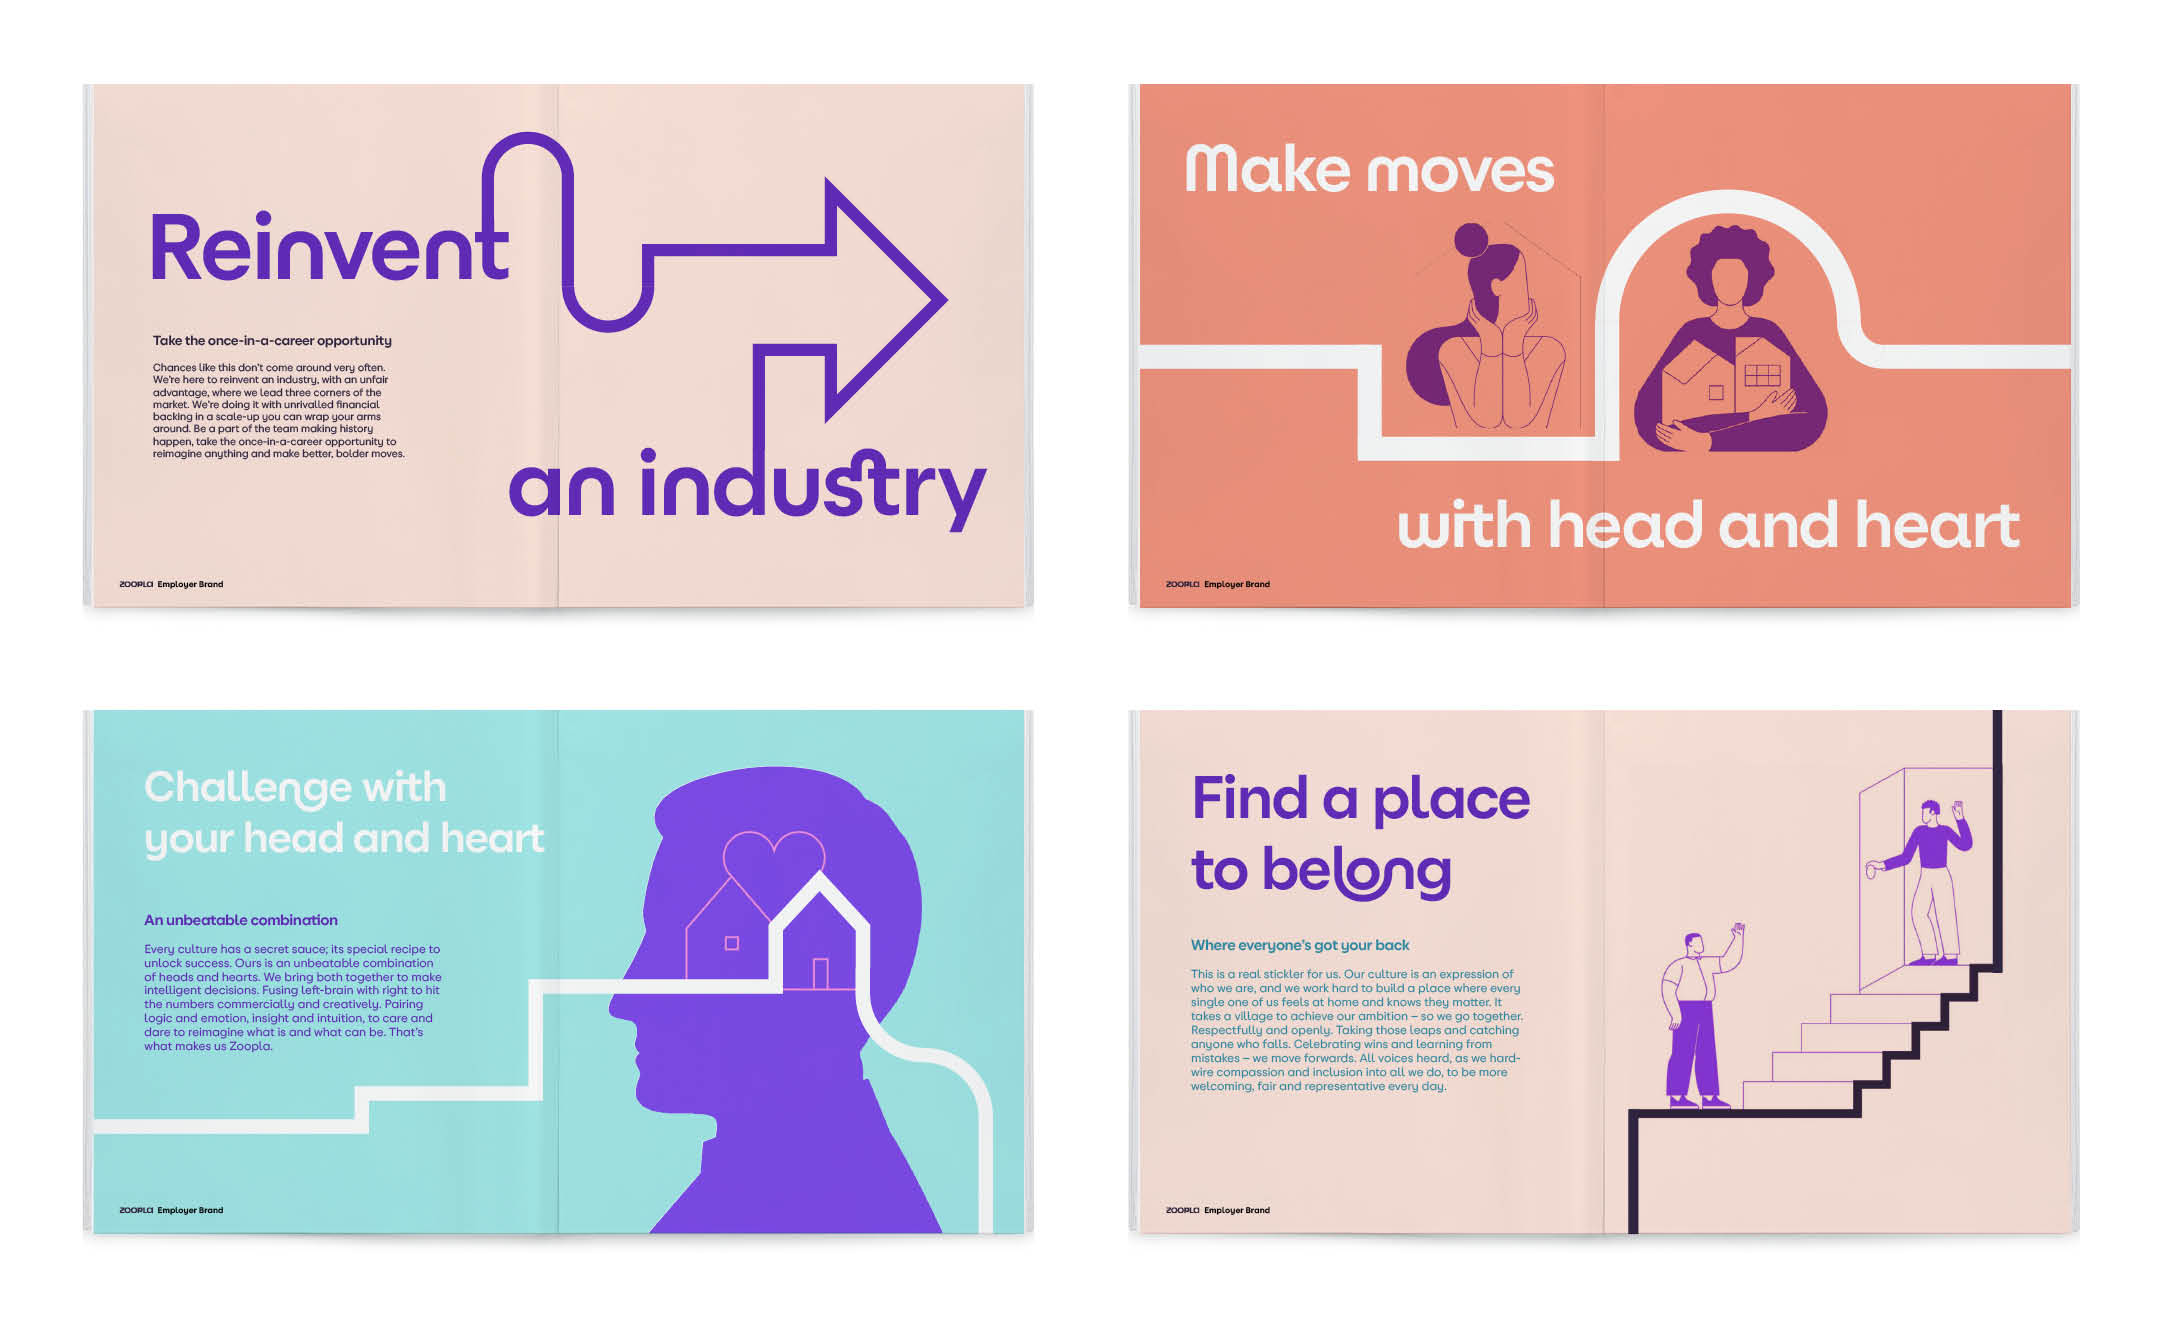 Reinvent
Take the once-in-a-career opportunity
Chances like this don't come around very often.
We're here to reinvent an industry, with an unfair
advantage, where we lead three corners of the
market. We're doing it with unrivalled financial
backing in a scale-up you can wrap your arms
around. Be a part of the team making history
happen, take the once-in-a-career opportunity to
reimagine anything and make better, bolder moves.
an industry
ZOOPLA Employer Brand
Make moves
with head and heart
ZOOPLA Employer Brand
Challenge with
your head and heart
An unbeatable combination
Every culture has a secret sauce; its special recipe to
unlock success. Ours is an unbeatable combination
of heads and hearts. We bring both together to make
intelligent decisions. Fusing left-brain with right to hit
the numbers commercially and creatively. Pairing
logic and emotion, insight and intuition, to care and
dare to reimagine what is and what can be. That's
what makes us Zoopla.
ZOOPLA Employer Brand
Find a place
to belong
Where everyone's got your back
This is a real stickler for us. Our culture is an expression of
who we are, and we work hard to build a place where every
single one of us feels at home and knows they matter. It
takes a village to achieve our ambition – so we go together.
Respectfully and openly. Taking those leaps and catching
anyone who falls. Celebrating wins and learning from
mistakes – we move forwards. All voices heard, as we hard-
wire compassion and inclusion into all we do, to be more
welcoming, fair and representative every day.
ZOOPLA Employer Brand